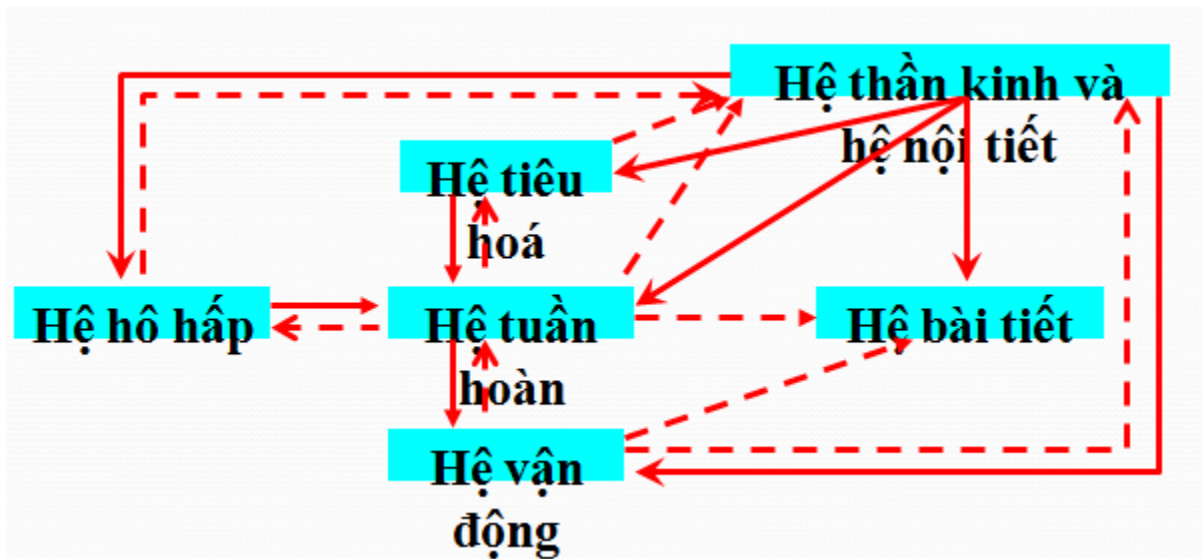 Hệ thần kinh và
hệ nội tiết
Hệ tiêu
hoá
Hệ hô hấp
Hệ tuần
hoàn
Hệ bài tiết
Hệ vận
động